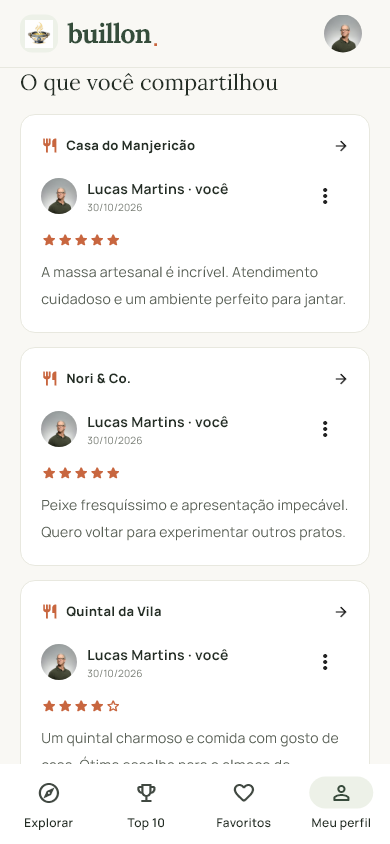 buillon.
O que você compartilhou
Casa do Manjericão
Lucas Martins · você
30/10/2026
A massa artesanal é incrível. Atendimento
cuidadoso e um ambiente perfeito para jantar.
Nori & Co.
Lucas Martins · você
30/10/2026
Peixe fresquíssimo e apresentação impecável.
Quero voltar para experimentar outros pratos.
Quintal da Vila
Lucas Martins · você
30/10/2026
Um quintal charmoso e comida com gosto de
Explorar
Top 10
Favoritos
Meu perfil